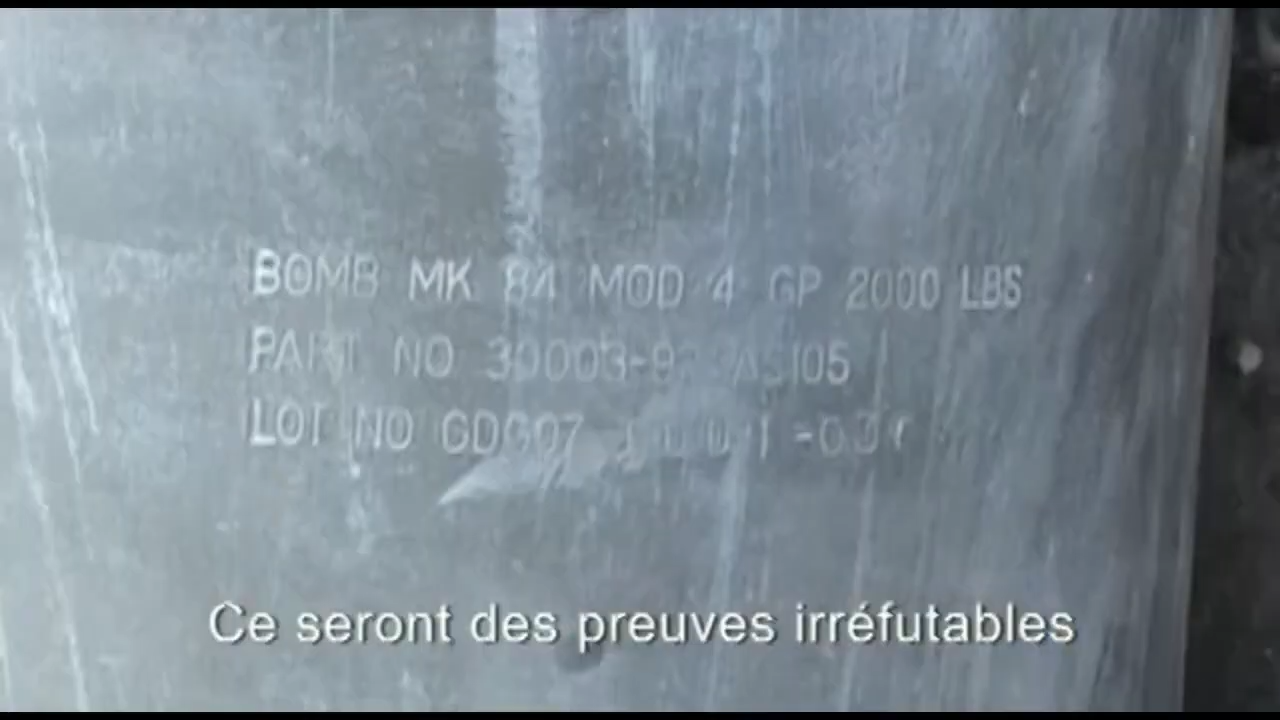 BOMB MK 84 MOD 4 GP 2000 LBS
PART NO
LOT NO
Ce seront des preuves irréfutables